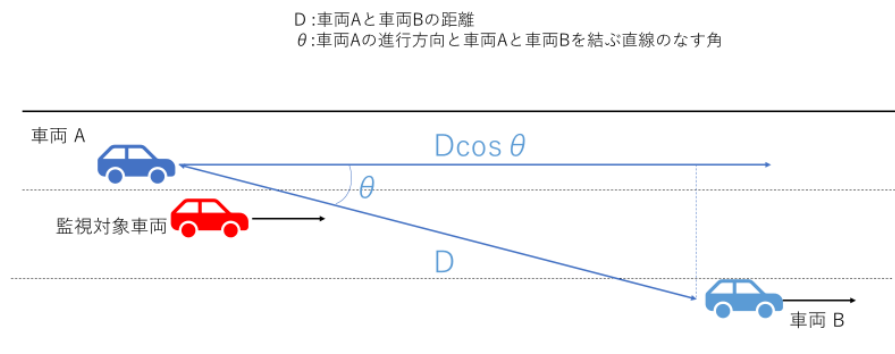 D :車両Aと車両Bの距離
θ:車両Aの進行方向と車両Aと車両Bを結ぶ直線のなす角
車両 A
Dcos θ
θ
監視対象車両
D
車両 B